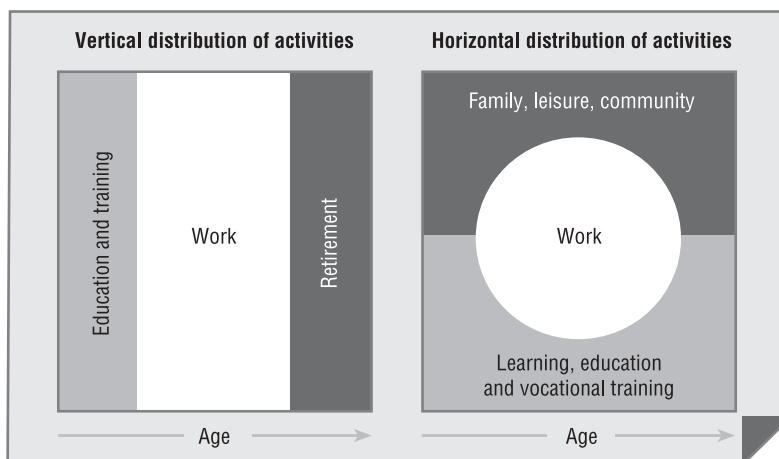 Vertical distribution of activities
Education and training
Work
Retirement
Age
Horizontal distribution of activities
Family, leisure, community
Work
Learning, education
and vocational training
Age